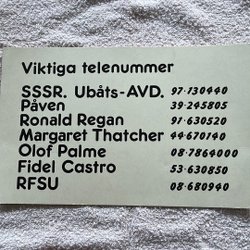 Viktiga telenummer
SSSR. Ubåts-AVD. 97·130440
Påven 39·245805
Ronald Regan 91·630520
Margaret Thatcher 44·670140
Olof Palme 08·7864000
Fidel Castro 53·630850
RFSU 08·680940